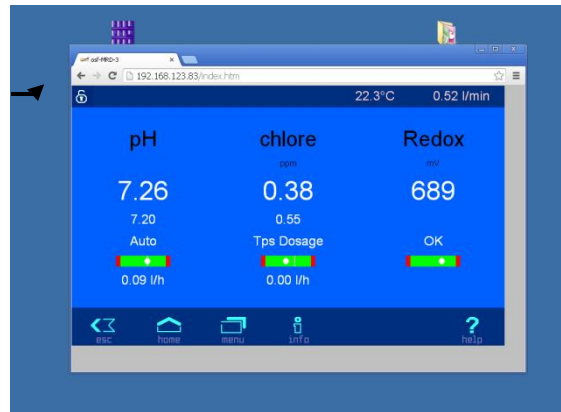 asf-MRD-3
192.168.123.83/index.htm
22.3°C 0.52 l/min
pH chlore Redox
ppm mV
7.26 0.38 689
7.20 0.55
Auto Tps Dosage OK
0.09 l/h 0.00 l/h
esc home menu info help